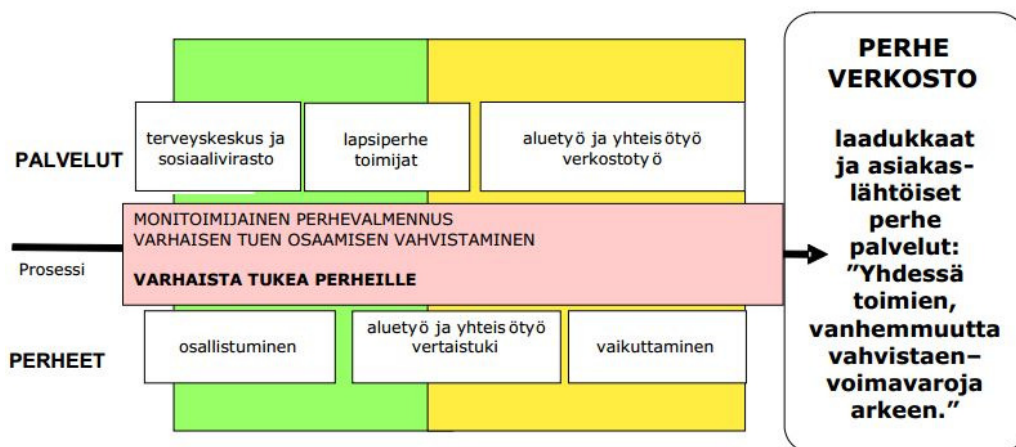 PALVELUT
terveyskeskus ja
sosiaalivirasto
lapsiperhe
toimijat
aluetyö ja yhteisötyö
verkostotyö
Prosessi
MONITOIMIJAINEN PERHEVALMENNUS
VARHAISEN TUEN OSAAMISEN VAHVISTAMINEN
VARHAISTA TUKEA PERHEILLE
PERHEET
osallistuminen
aluetyö ja yhteisötyö
vertaistuki
vaikuttaminen
PERHE
VERKOSTO
laadukkaat
ja asiakas-
lähtöiset
perhe
palvelut:
”Yhdessä
toimien,
vanhemmuutta
vahvistaen–
voimavaroja
arkeen.”